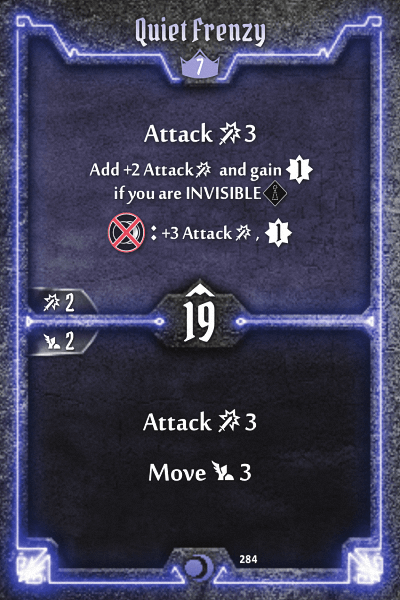 Quiet Frenzy
7
Attack 3
Add +2 Attack and gain 1
if you are INVISIBLE
: +3 Attack , 1
2
19
2
Attack 3
Move 3
284